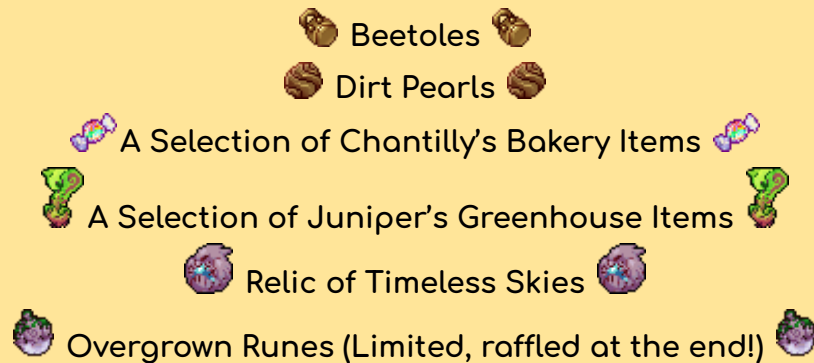 Beetoles
Dirt Pearls
A Selection of Chantilly's Bakery Items
A Selection of Juniper's Greenhouse Items
Relic of Timeless Skies
Overgrown Runes (Limited, raffled at the end!)